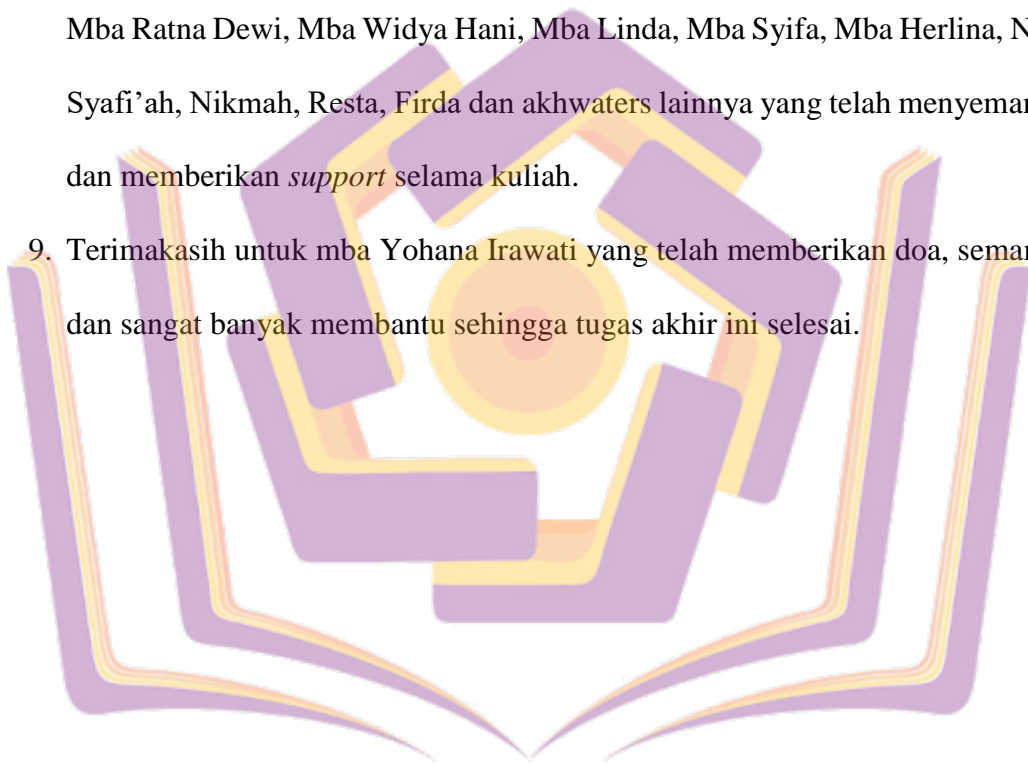 Mba Ratna Dewi, Mba Widya Hani, Mba Linda, Mba Syifa, Mba Herlina,
Syafi’ah, Nikmah, Resta, Firda dan akhwaters lainnya yang telah
dan memberikan support selama kuliah.
9. Terimakasih untuk mba Yohana Irawati yang telah memberikan doa,
dan sangat banyak membantu sehingga tugas akhir ini selesai.